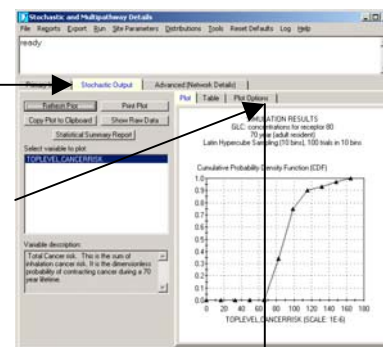 Stochastic and Multipathway Details
File Reports Export Run Site Parameters Distributions Tools Reset Defaults Log Help
ready
Stochastic Output
Advanced (Network Details)
Refresh Plot
Print Plot
Copy Plot to Clipboard
Show Raw Data
Statistical Summary Report
Select variable to plot:
TOPLEVEL,CANCERRISK
Variable description:
Total Cancer risk. This is the sum of
inhalation cancer risk. It is the dimensionless
probability of contracting cancer during a 70
year lifetime.
Plot Table Plot Options
SIMULATION RESULTS
GLC: concentrations for receptor 80
70 year (adult resident)
Latin Hypercube Sampling (10 bins), 100 trials in 10 bins
Cumulative Probability Density Function (CDF)
1.0
0.9
0.8
0.7
0.6
0.5
0.4
0.3
0.2
0.1
0.0
0 20 40 60 80 100 120 140 160 180
TOPLEVEL,CANCERRISK (SCALE: 1E-6)